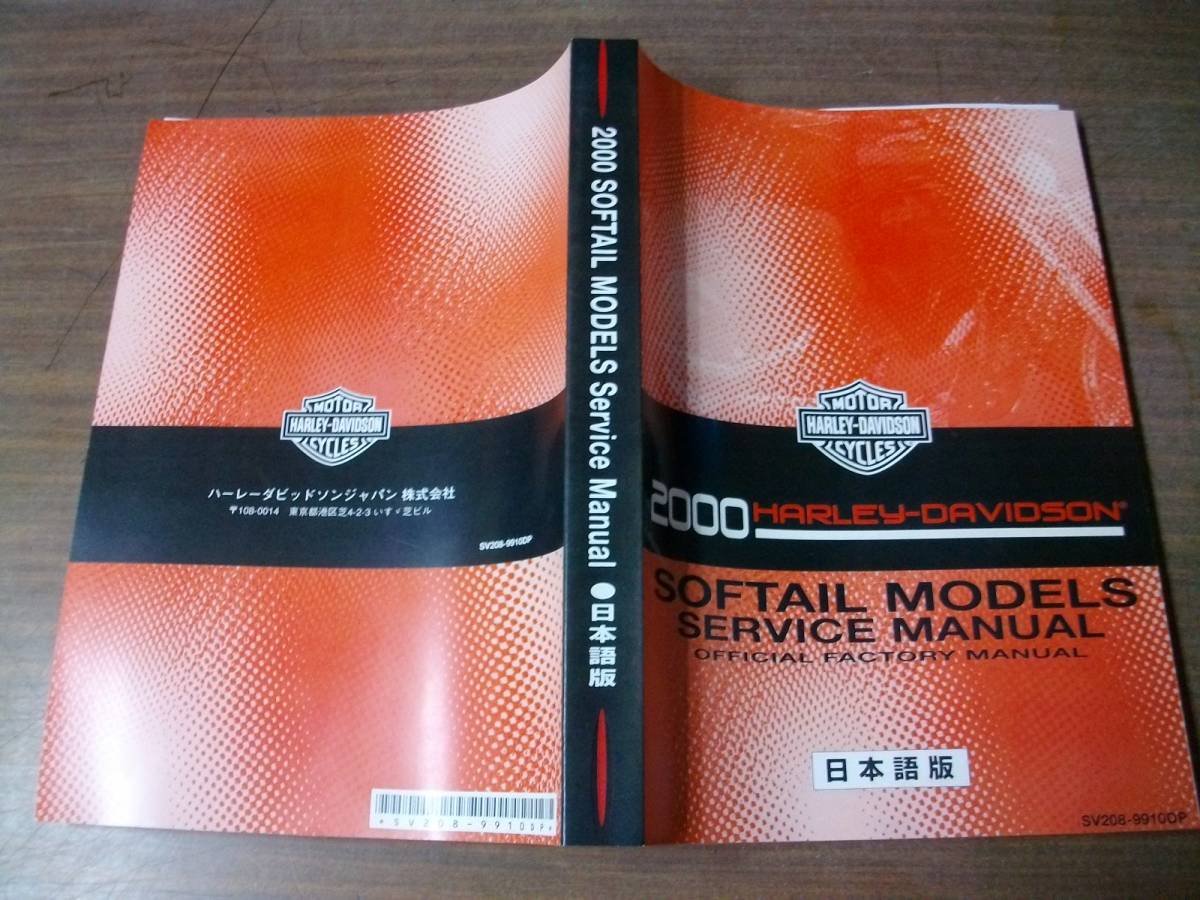 MOTOR
HARLEY-DAVIDSON
CYCLES
ハーレーダビッドソンジャパン 株式会社
〒108-0014 東京都港区芝4-2-3いすゞ芝ビル
SV208-9910DP
*SV208-9910DP*
2000 SOFTAIL MODELS Service Manual ●日本語版
MOTOR
HARLEY-DAVIDSON
CYCLES
2000 HARLEY-DAVIDSON®
SOFTAIL MODELS
SERVICE MANUAL
OFFICIAL FACTORY MANUAL
日本語版
SV208-9910DP